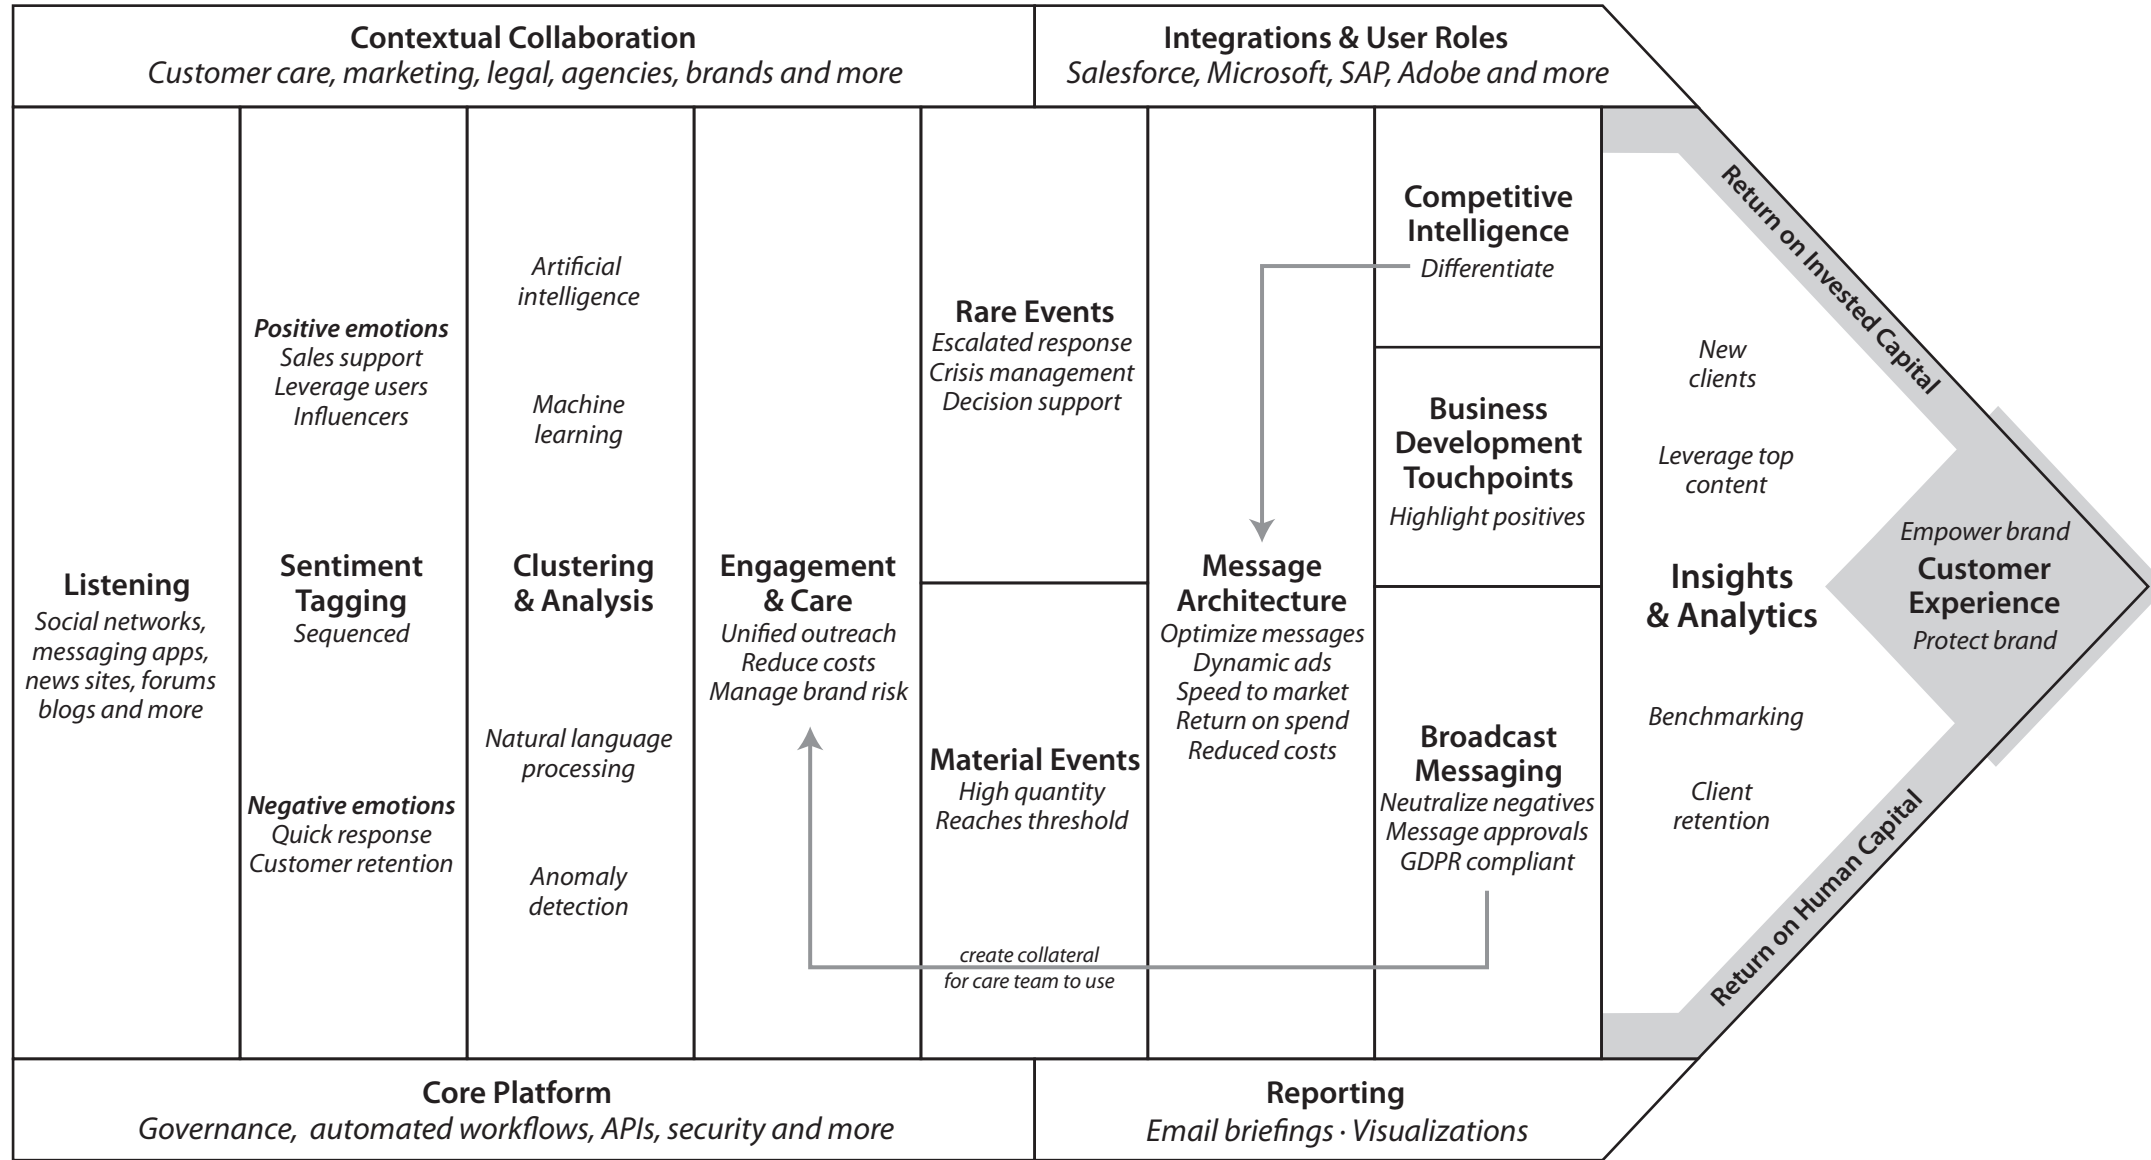 Contextual Collaboration
Customer care, marketing, legal, agencies, brands and more
Integrations & User Roles
Salesforce, Microsoft, SAP, Adobe and more
Listening
Social networks,
messaging apps,
news sites, forums
blogs and more
Positive emotions
Sales support
Leverage users
Influencers
Sentiment
Tagging
Sequenced
Negative emotions
Quick response
Customer retention
Artificial
intelligence
Machine
learning
Clustering
& Analysis
Natural language
processing
Anomaly
detection
Engagement
& Care
Unified outreach
Reduce costs
Manage brand risk
Rare Events
Escalated response
Crisis management
Decision support
Material Events
High quantity
Reaches threshold
create collateral
for care team to use
Message
Architecture
Optimize messages
Dynamic ads
Speed to market
Return on spend
Reduced costs
Competitive
Intelligence
Differentiate
Business
Development
Touchpoints
Highlight positives
Broadcast
Messaging
Neutralize negatives
Message approvals
GDPR compliant
New
clients
Leverage top
content
Insights
& Analytics
Benchmarking
Client
retention
Return on Invested Capital
Empower brand
Customer
Experience
Protect brand
Return on Human Capital
Core Platform
Governance, automated workflows, APIs, security and more
Reporting
Email briefings · Visualizations